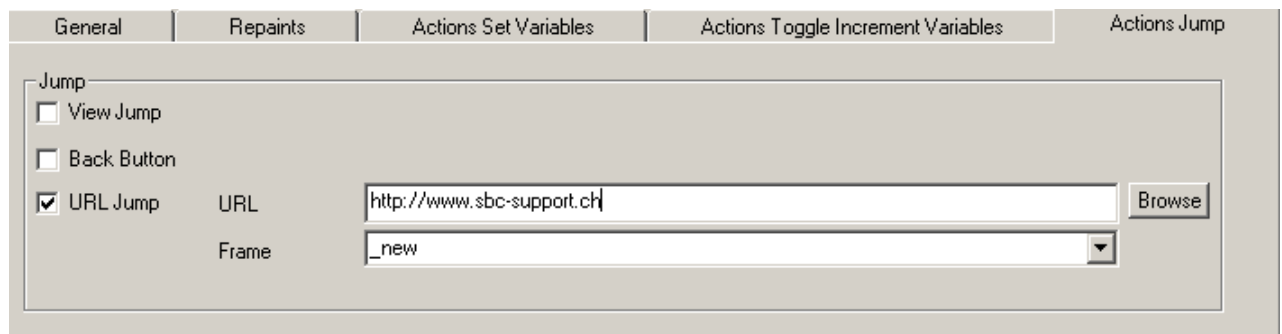 General Repaints Actions Set Variables Actions Toggle Increment Variables Actions Jump
Jump
View Jump
Back Button
URL Jump URL http://www.sbc-support.ch Browse
Frame _new